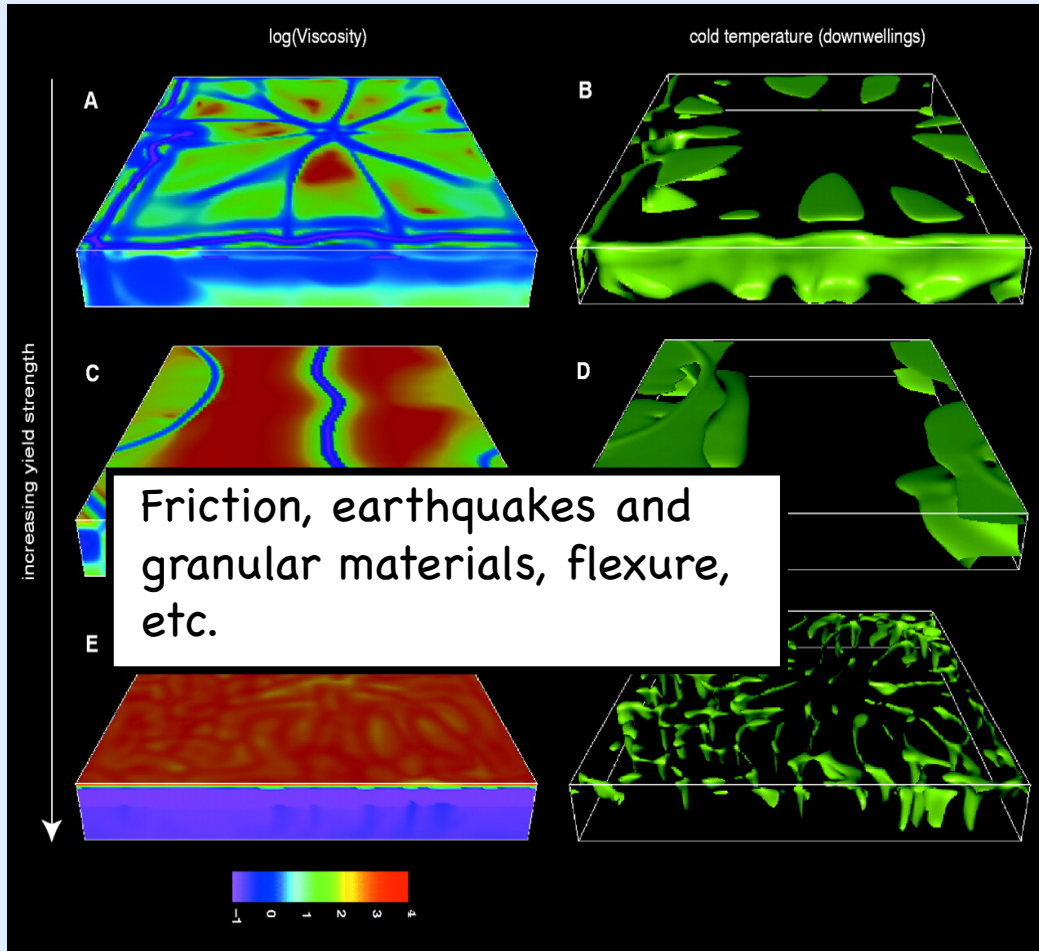 log(Viscosity)
cold temperature (downwellings)
A
B
increasing yield strength
C
D
Friction, earthquakes and
granular materials, flexure,
etc.
E
-1 0 1 2 3 4